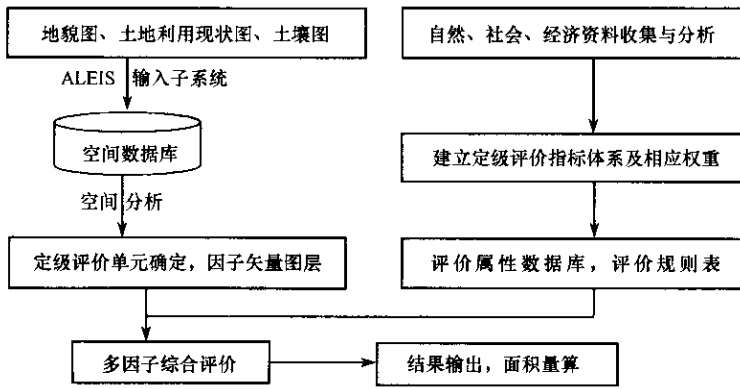 地貌图、土地利用现状图、土壤图
自然、社会、经济资料收集与分析
ALEIS 输入子系统
空间数据库
建立定级评价指标体系及相应权重
空间 分析
定级评价单元确定，因子矢量图层
评价属性数据库，评价规则表
多因子综合评价
结果输出，面积量算